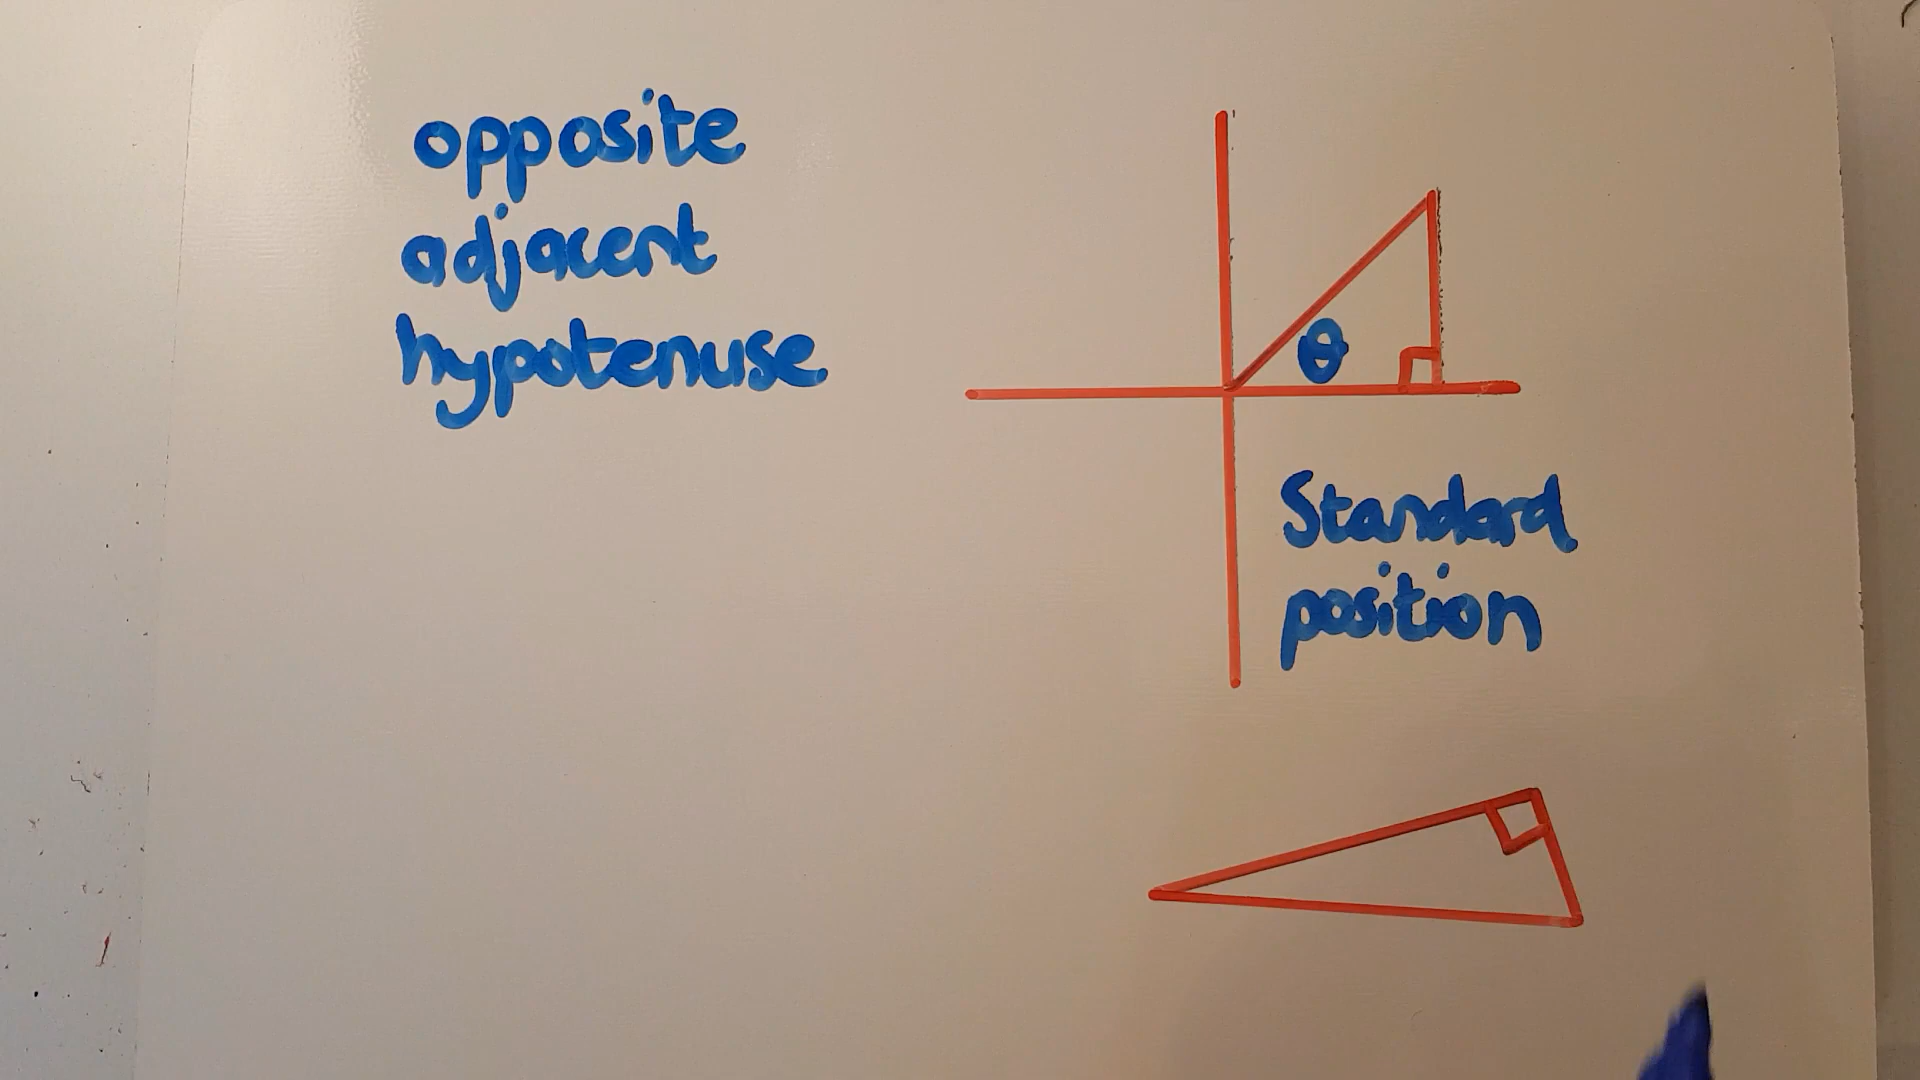 opposite
adjacent
hypotenuse
θ
Standard
position